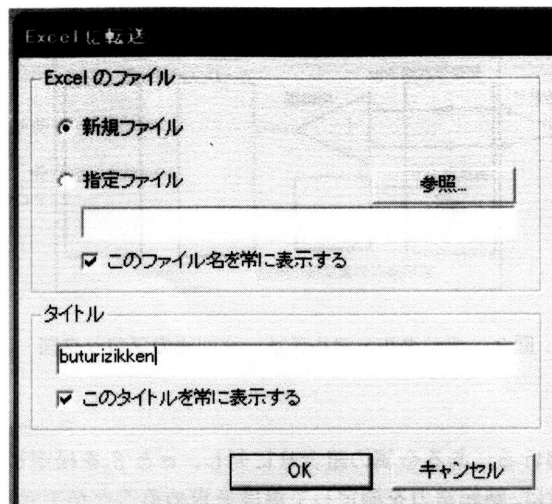 Excelに転送
Excel のファイル
新規ファイル
指定ファイル
参照...
このファイル名を常に表示する
タイトル
buturizikken
このタイトルを常に表示する
OK
キャンセル